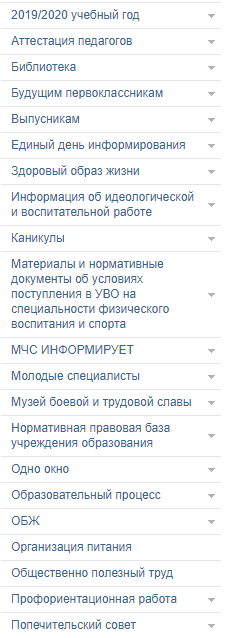 2019/2020 учебный год
Аттестация педагогов
Библиотека
Будущим первоклассникам
Выпускникам
Единый день информирования
Здоровый образ жизни
Информация об идеологической
и воспитательной работе
Каникулы
Материалы и нормативные
документы об условиях
поступления в УВО на
специальности физического
воспитания и спорта
МЧС ИНФОРМИРУЕТ
Молодые специалисты
Музей боевой и трудовой славы
Нормативная правовая база
учреждения образования
Одно окно
Образовательный процесс
ОБЖ
Организация питания
Общественно полезный труд
Профориентационная работа
Попечительский совет